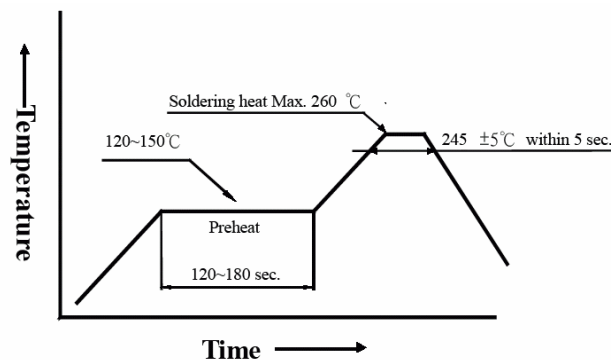 Temperature
Soldering heat Max. 260 ℃
245 ±5℃ within 5 sec.
120~150℃
Preheat
120~180 sec.
Time